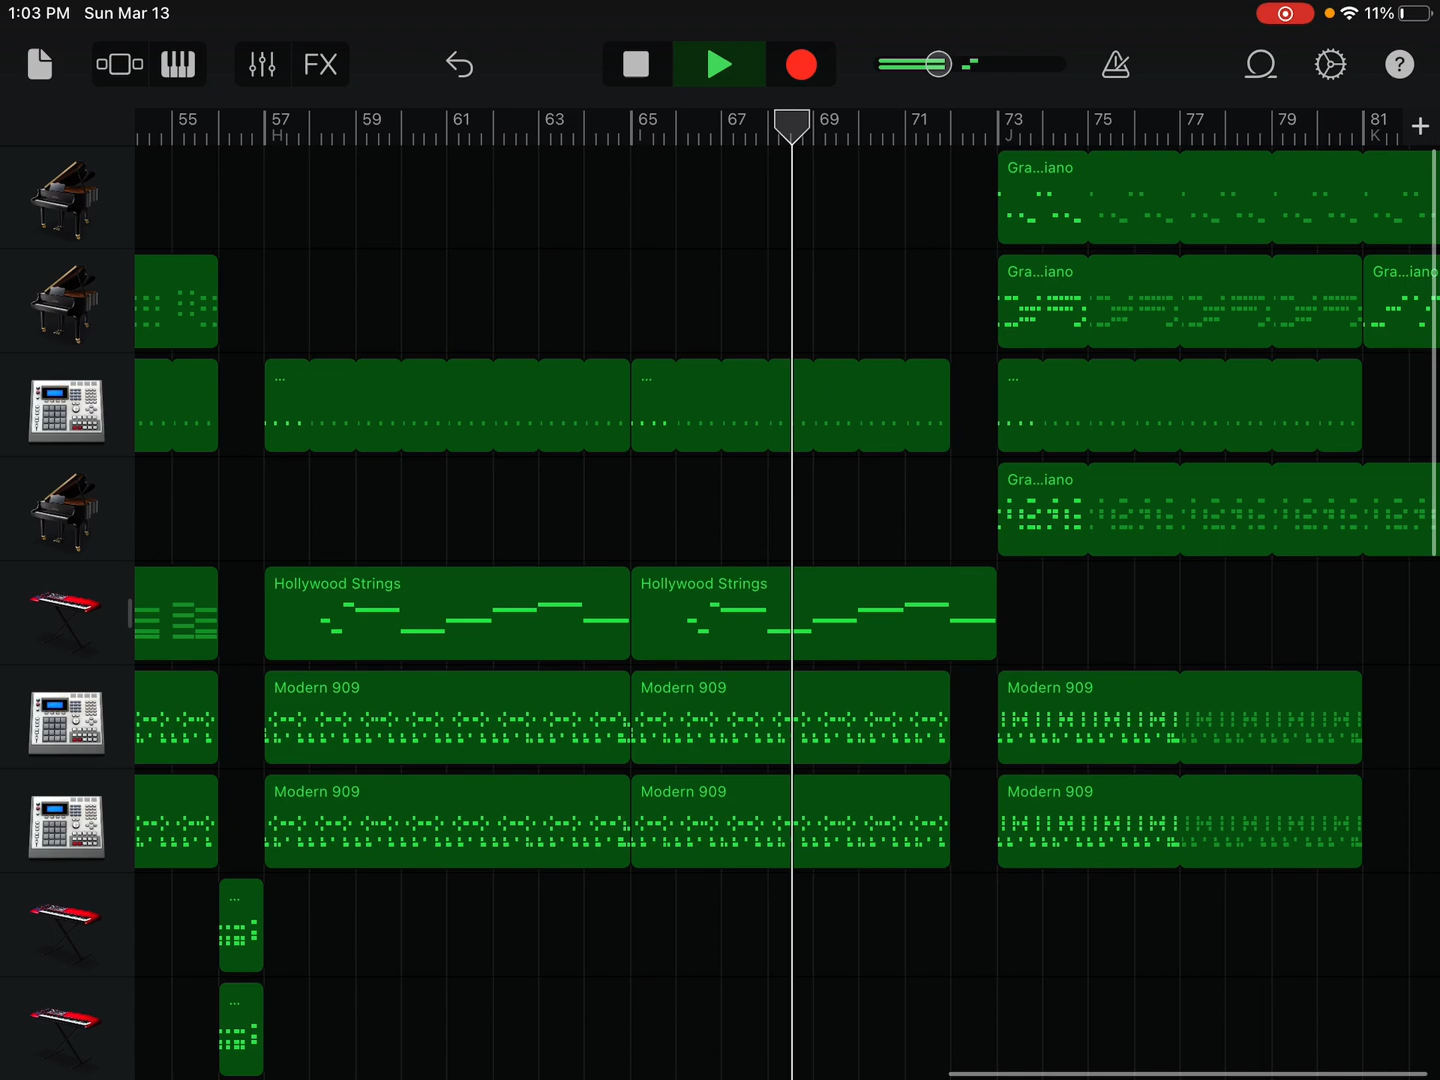 1:03 PM Sun Mar 13 11%
FX ?
55 57 59 61 63 65 67 69 71 73 75 77 79 81 +
H I J K
Gra...iano
Gra...iano Gra...iano
... ... ...
Gra...iano
Hollywood Strings Hollywood Strings
Modern 909 Modern 909 Modern 909
Modern 909 Modern 909 Modern 909
...
...